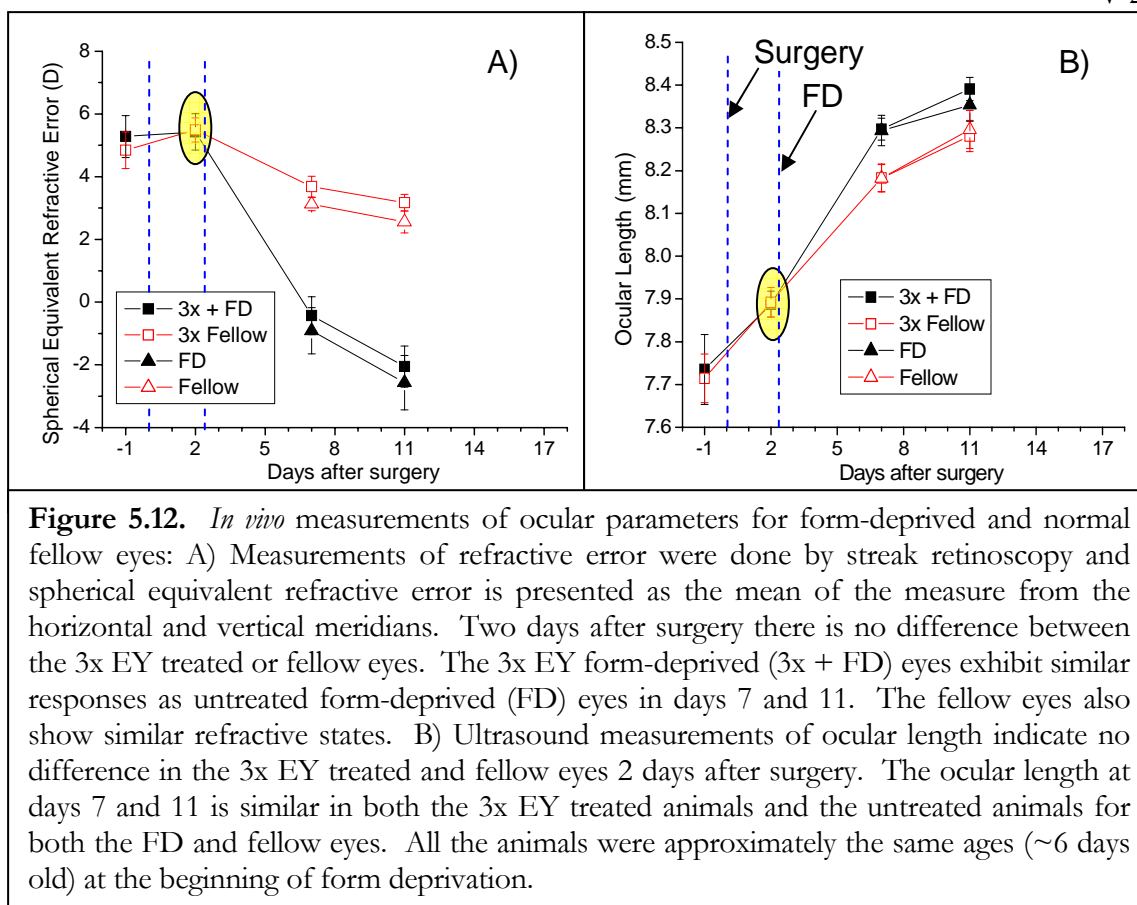 A)
Spherical Equivalent Refractive Error (D)
8
6
4
2
0
-2
-4
3x + FD
3x Fellow
FD
Fellow
-1 2 5 8 11 14 17
Days after surgery
B)
Surgery
FD
Ocular Length (mm)
8.5
8.4
8.3
8.2
8.1
8.0
7.9
7.8
7.7
7.6
3x + FD
3x Fellow
FD
Fellow
-1 2 5 8 11 14 17
Days after surgery
Figure 5.12. In vivo measurements of ocular parameters for form-deprived and normal
fellow eyes: A) Measurements of refractive error were done by streak retinoscopy and
spherical equivalent refractive error is presented as the mean of the measure from the
horizontal and vertical meridians. Two days after surgery there is no difference between
the 3x EY treated or fellow eyes. The 3x EY form-deprived (3x + FD) eyes exhibit similar
responses as untreated form-deprived (FD) eyes in days 7 and 11. The fellow eyes also
show similar refractive states. B) Ultrasound measurements of ocular length indicate no
difference in the 3x EY treated and fellow eyes 2 days after surgery. The ocular length at
days 7 and 11 is similar in both the 3x EY treated animals and the untreated animals for
both the FD and fellow eyes. All the animals were approximately the same ages (~6 days
old) at the beginning of form deprivation.